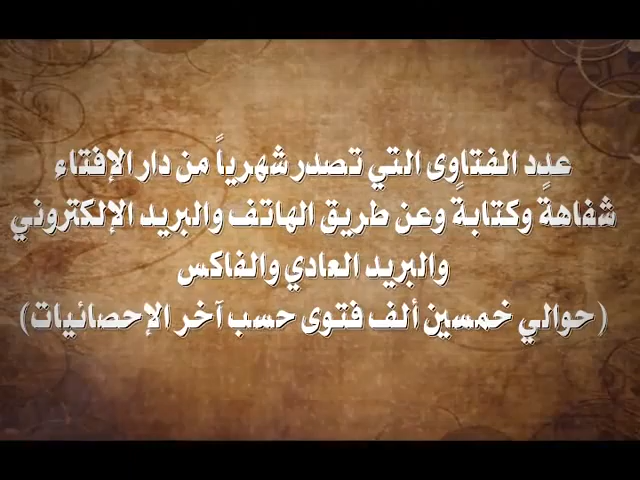 عدد الفتاوى التي تصدر شهرياً من دار الإفتاء
شفاهةً وكتابةً وعن طريق الهاتف والبريد الإلكتروني
والبريد العادي والفاكس
(حوالي خمسين ألف فتوى حسب آخر الإحصائيات)